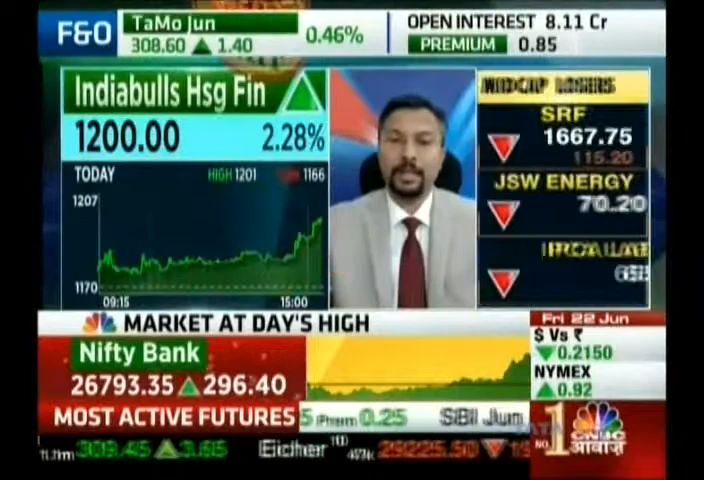 F&O
TaMo Jun
308.60 ▲ 1.40
0.46%
OPEN INTEREST 8.11 Cr
PREMIUM 0.85
Indiabulls Hsg Fin
1200.00 2.28%
TODAY
HIGH 1201
1166
1207
1170
09:15 15:00
MIDCAP LOSERS
SRF
1667.75
115.20
JSW ENERGY
70.20
MARKET AT DAY'S HIGH
Nifty Bank
26793.35 ▲ 296.40
MOST ACTIVE FUTURES
Prem 0.25 SBI Jun
Fri 22 Jun
$ Vs ₹
▼ 0.2150
NYMEX
▲ 0.92
NO. 1
CNBC
आवाज़
309.45 ▲ 3.65 Eicher 29225.50 ▼